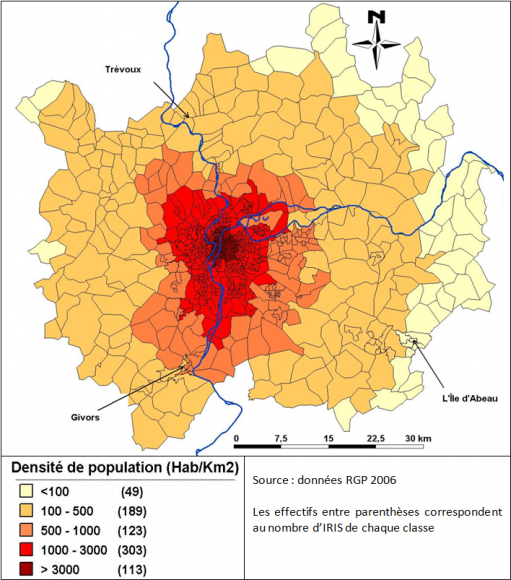 N
Trévoux
L'Île d'Abeau
Givors
0 7,5 15 22,5 30 km
Densité de population (Hab/Km2)
<100 (49)
100 - 500 (189)
500 - 1000 (123)
1000 - 3000 (303)
> 3000 (113)
Source : données RGP 2006
Les effectifs entre parenthèses correspondent
au nombre d'IRIS de chaque classe